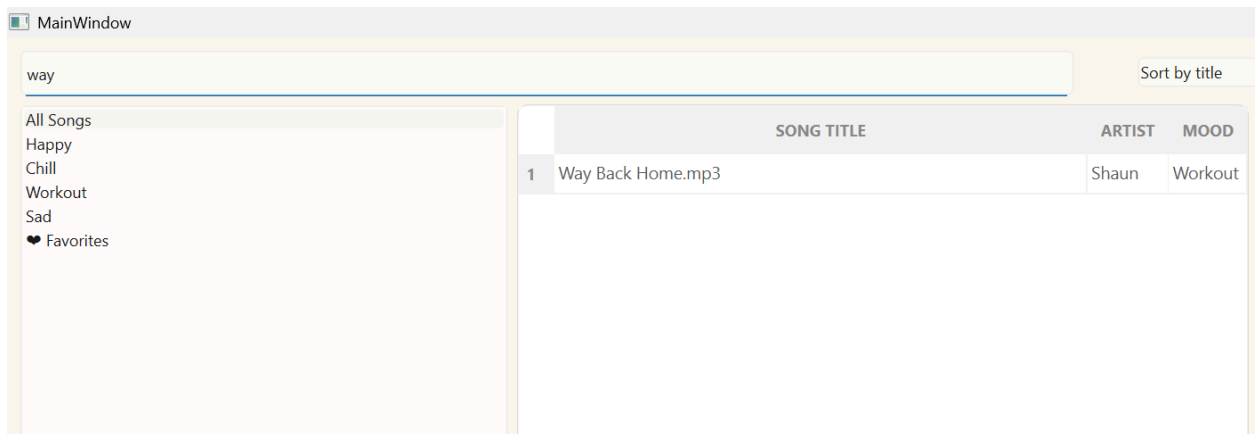 MainWindow
way
Sort by title
All Songs
Happy
Chill
Workout
Sad
❤ Favorites
SONG TITLE ARTIST MOOD
1 Way Back Home.mp3 Shaun Workout